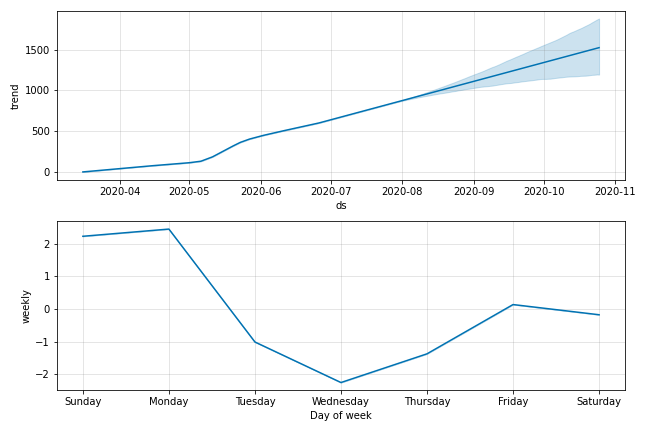 1500
1000
500
0
trend
2020-04 2020-05 2020-06 2020-07 2020-08 2020-09 2020-10 2020-11
ds
2
1
0
−1
−2
weekly
Sunday Monday Tuesday Wednesday Thursday Friday Saturday
Day of week